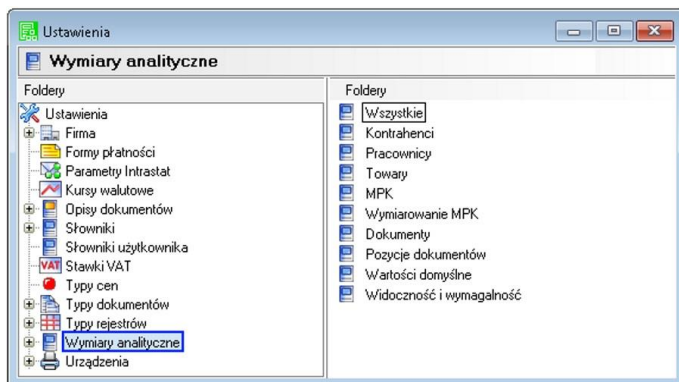 Ustawienia
Wymiary analityczne
Foldery
Ustawienia
Firma
Formy płatności
Parametry Intrastat
Kursy walutowe
Opisy dokumentów
Słowniki
Słowniki użytkownika
VAT Stawki VAT
Typy cen
Typy dokumentów
Typy rejestrów
Wymiary analityczne
Urządzenia
Foldery
Wszystkie
Kontrahenci
Pracownicy
Towary
MPK
Wymiarowanie MPK
Dokumenty
Pozycje dokumentów
Wartości domyślne
Widoczność i wymagalność